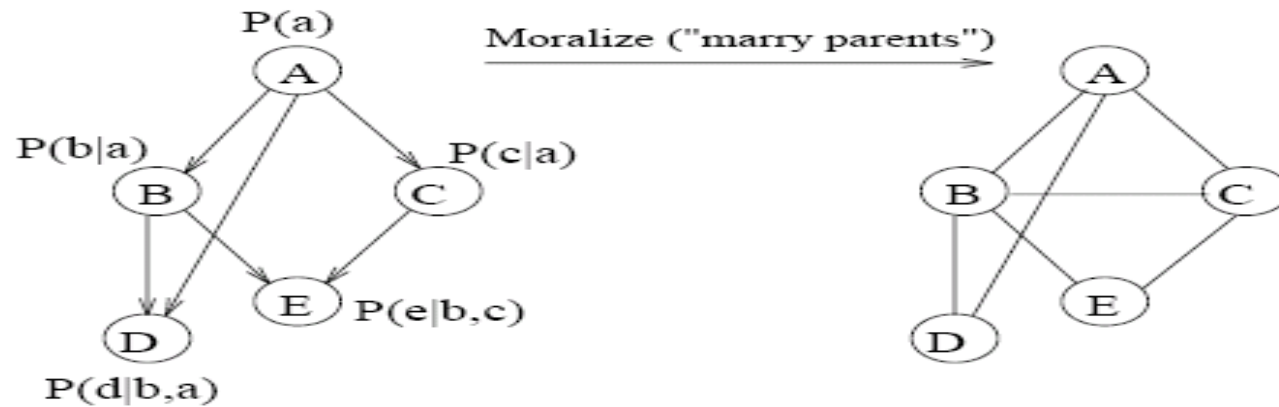 P(a)
Moralize ("marry parents")
A
A
P(b|a)
P(c|a)
B
C
B
C
E
P(e|b,c)
E
D
D
P(d|b,a)